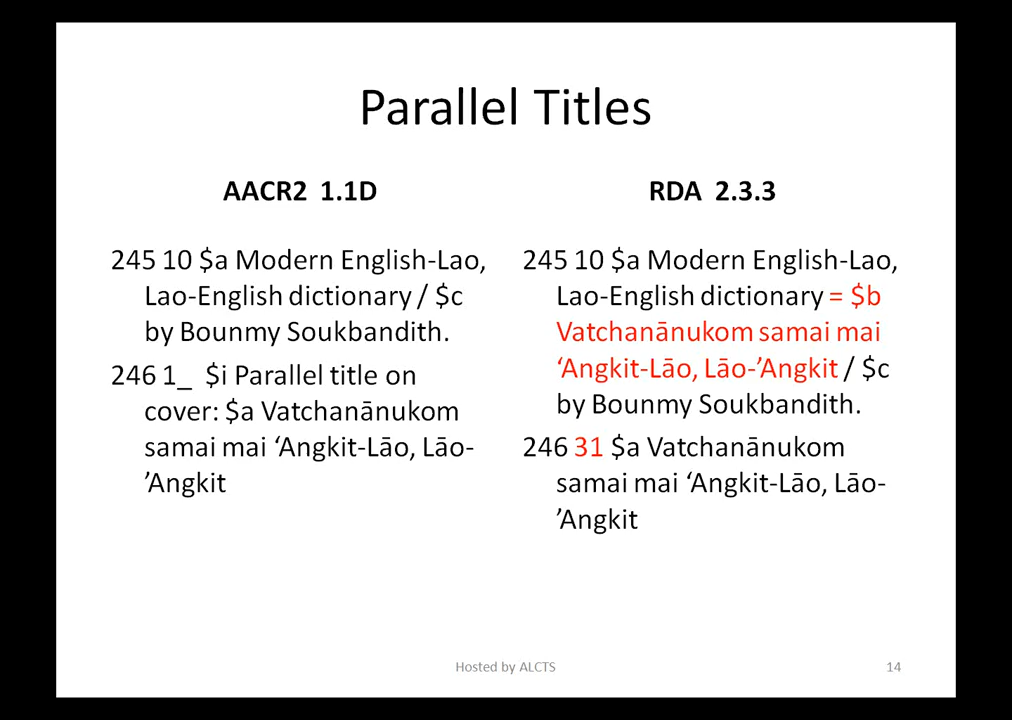 Parallel Titles
AACR2 1.1D
245 10 $a Modern English-Lao,
Lao-English dictionary / $c
by Bounmy Soukbandith.
246 1_ $i Parallel title on
cover: $a Vatchanānukom
samai mai ‘Angkit-Lāo, Lāo-
’Angkit
RDA 2.3.3
245 10 $a Modern English-Lao,
Lao-English dictionary = $b
Vatchanānukom samai mai
‘Angkit-Lāo, Lāo-’Angkit / $c
by Bounmy Soukbandith.
246 31 $a Vatchanānukom
samai mai ‘Angkit-Lāo, Lāo-
’Angkit
Hosted by ALCTS
14